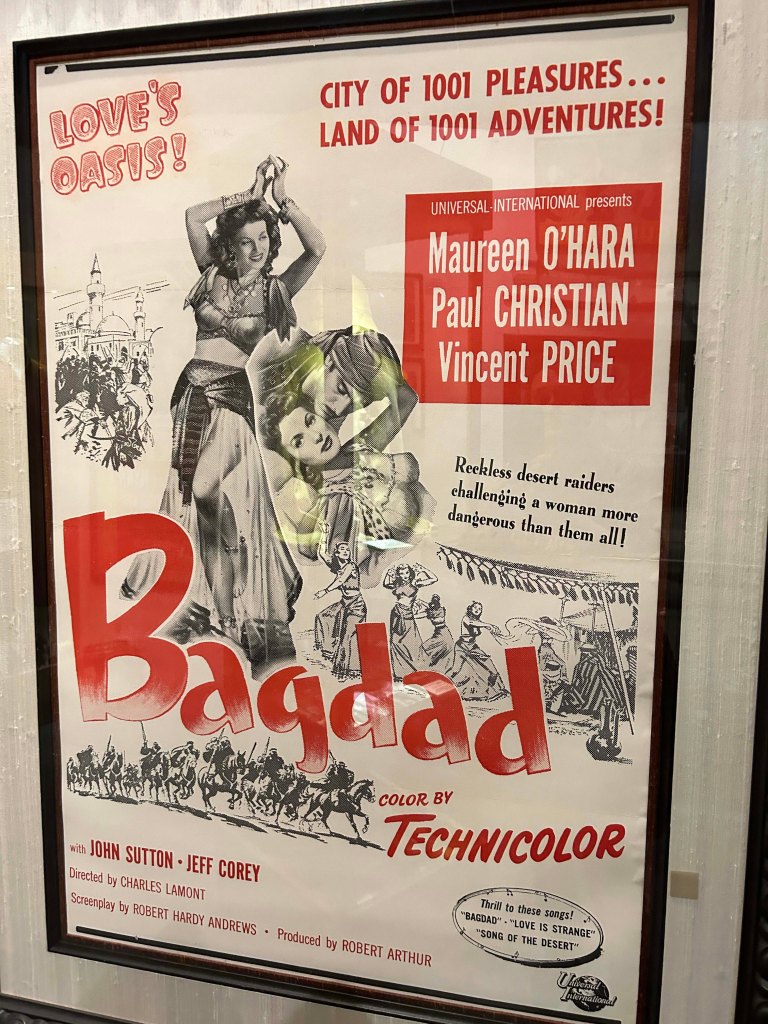 LOVE'S
OASIS!
CITY OF 1001 PLEASURES...
LAND OF 1001 ADVENTURES!
UNIVERSAL-INTERNATIONAL presents
Maureen O'HARA
Paul CHRISTIAN
Vincent PRICE
Reckless desert raiders
challenging a woman more
dangerous than them all!
Bagdad
COLOR BY
TECHNICOLOR
with JOHN SUTTON • JEFF COREY
Directed by CHARLES LAMONT
Screenplay by ROBERT HARDY ANDREWS • Produced by ROBERT ARTHUR
Thrill to these songs!
"BAGDAD" - "LOVE IS STRANGE"
"SONG OF THE DESERT"
Universal
International